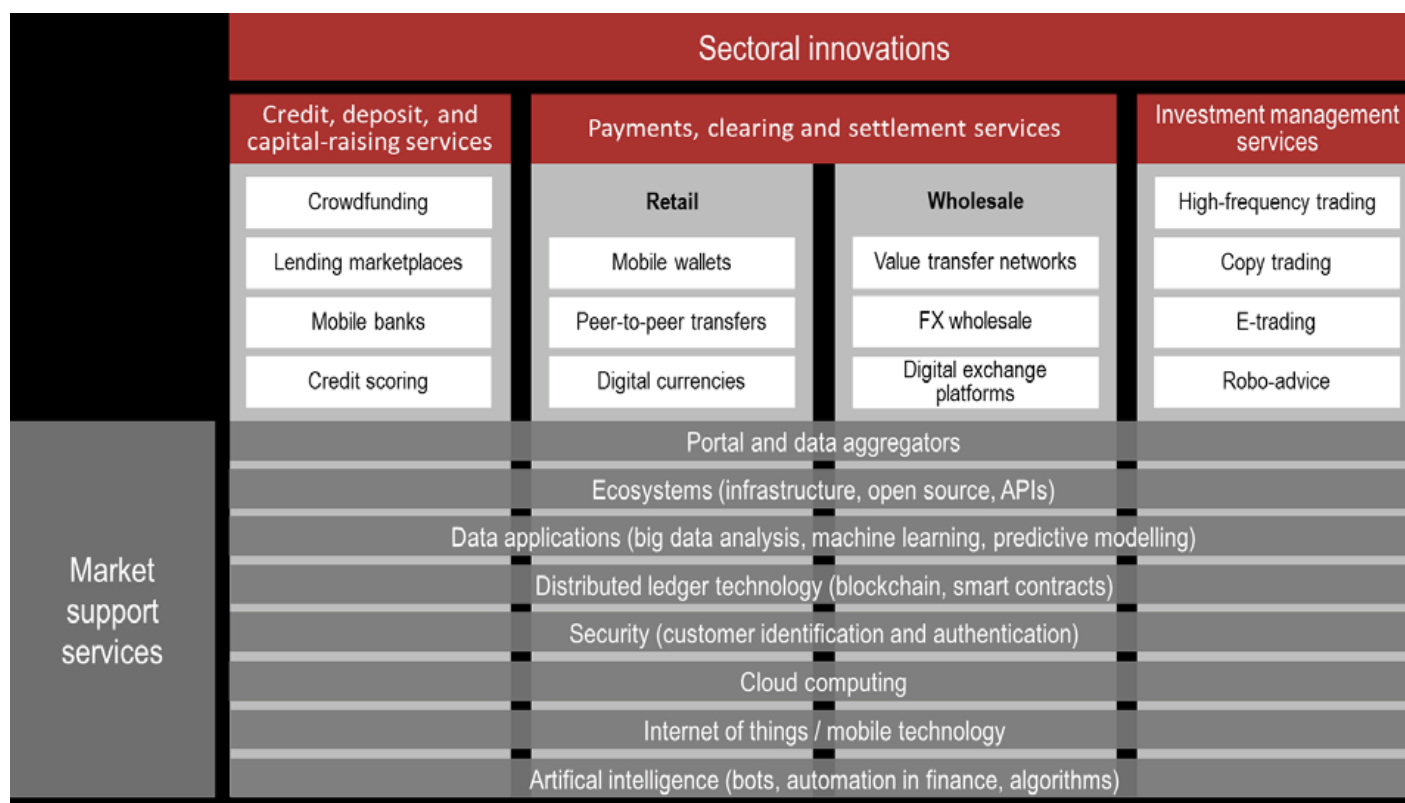 Sectoral innovations
Credit, deposit, and
capital-raising services
Payments, clearing and settlement services
Investment management
services
Crowdfunding
Lending marketplaces
Mobile banks
Credit scoring
Retail
Mobile wallets
Peer-to-peer transfers
Digital currencies
Wholesale
Value transfer networks
FX wholesale
Digital exchange
platforms
High-frequency trading
Copy trading
E-trading
Robo-advice
Market
support
services
Portal and data aggregators
Ecosystems (infrastructure, open source, APIs)
Data applications (big data analysis, machine learning, predictive modelling)
Distributed ledger technology (blockchain, smart contracts)
Security (customer identification and authentication)
Cloud computing
Internet of things / mobile technology
Artifical intelligence (bots, automation in finance, algorithms)